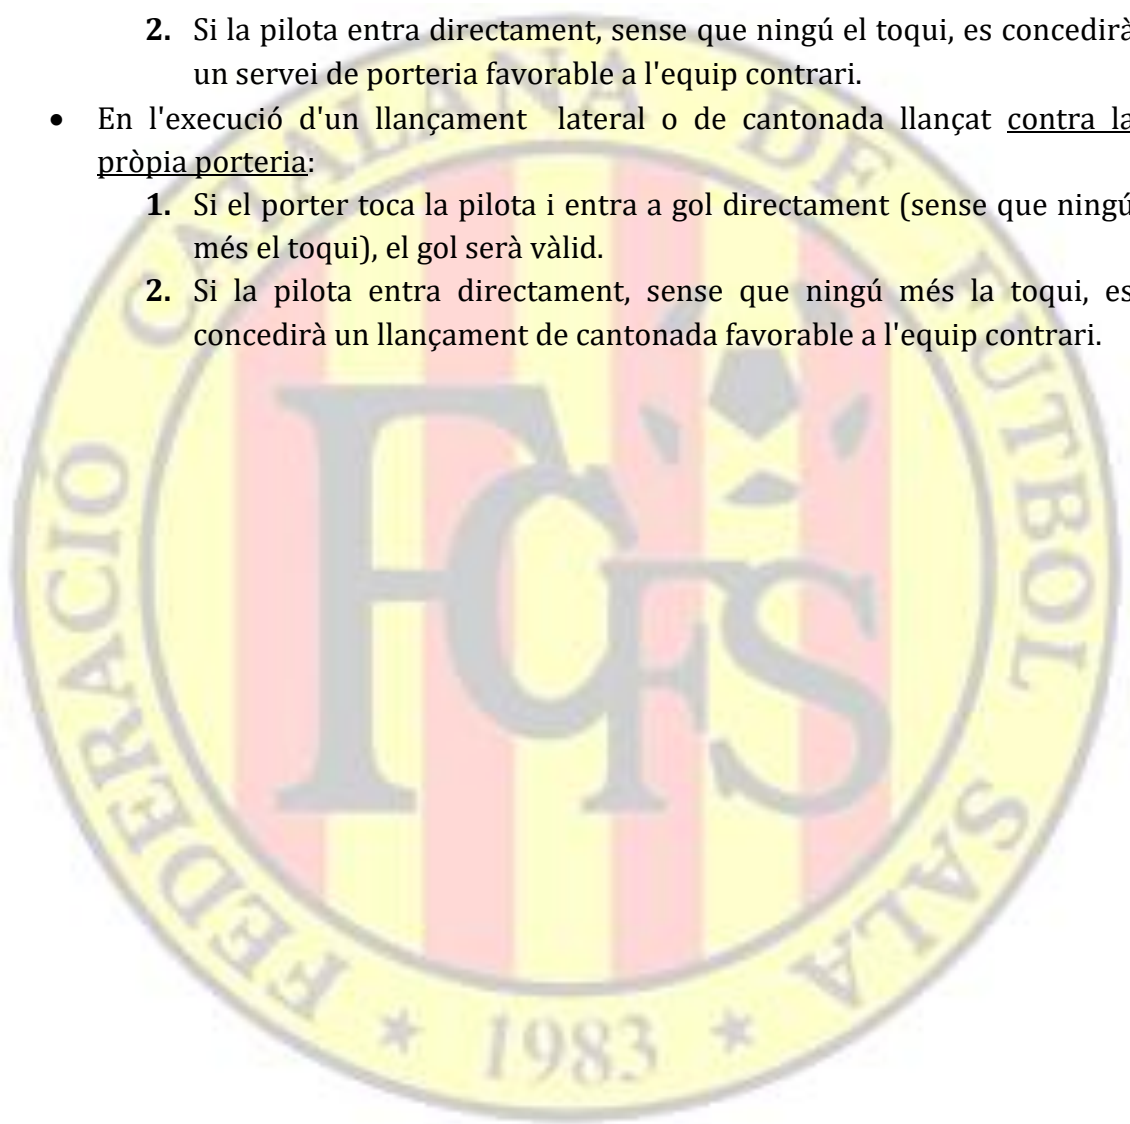 2. Si la pilota entra directament, sense que ningú el toqui, es concedirà
un servei de porteria favorable a l'equip contrari.
• En l'execució d'un llançament lateral o de cantonada llançat contra la
pròpia porteria:
1. Si el porter toca la pilota i entra a gol directament (sense que ningú
més el toqui), el gol serà vàlid.
2. Si la pilota entra directament, sense que ningú més la toqui, es
concedirà un llançament de cantonada favorable a l'equip contrari.
FEDERACIÓ CATALANA DE FUTBOL SALA
FCFS
* 1983 *